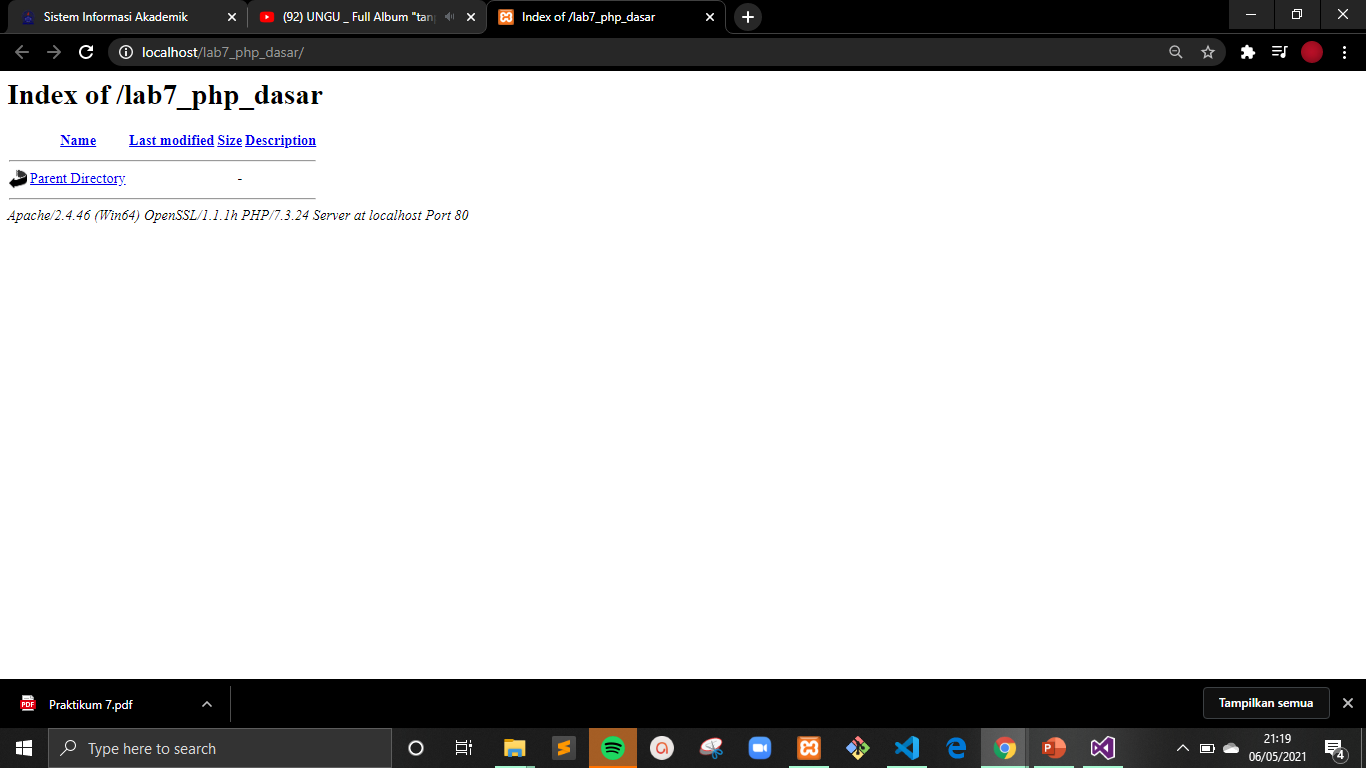 Sistem Informasi Akademik
(92) UNGU _ Full Album "tan
Index of /lab7_php_dasar
localhost/lab7_php_dasar/
Index of /lab7_php_dasar
Name Last modified Size Description
Parent Directory -
Apache/2.4.46 (Win64) OpenSSL/1.1.1h PHP/7.3.24 Server at localhost Port 80
PDF
Praktikum 7.pdf
Tampilkan semua
Type here to search
21:19
06/05/2021
4